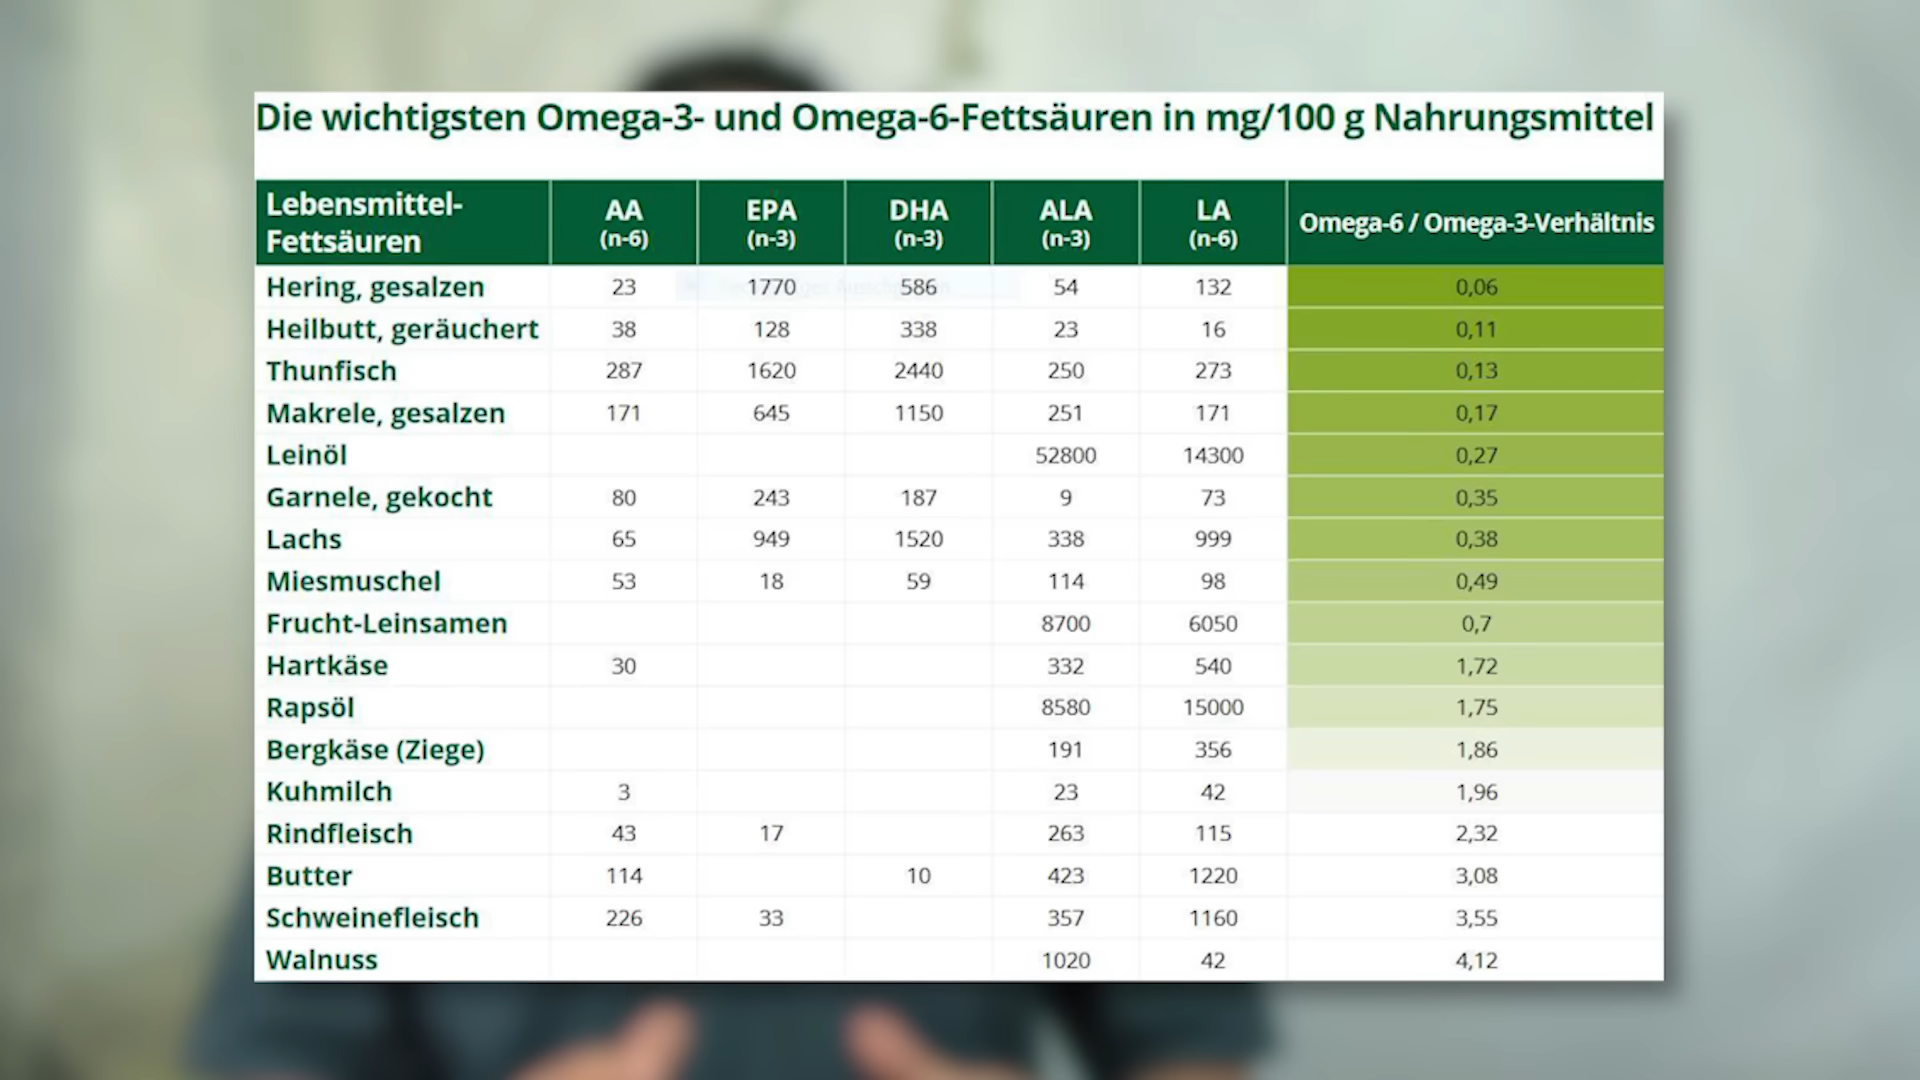 Die wichtigsten Omega-3- und Omega-6-Fettsäuren in mg/100 g Nahrungsmittel
Lebensmittel-Fettsäuren AA (n-6) EPA (n-3) DHA (n-3) ALA (n-3) LA (n-6) Omega-6 / Omega-3-Verhältnis
Hering, gesalzen 23 1770 586 54 132 0,06
Heilbutt, geräuchert 38 128 338 23 16 0,11
Thunfisch 287 1620 2440 250 273 0,13
Makrele, gesalzen 171 645 1150 251 171 0,17
Leinöl 52800 14300 0,27
Garnele, gekocht 80 243 187 9 73 0,35
Lachs 65 949 1520 338 999 0,38
Miesmuschel 53 18 59 114 98 0,49
Frucht-Leinsamen 8700 6050 0,7
Hartkäse 30 332 540 1,72
Rapsöl 8580 15000 1,75
Bergkäse (Ziege) 191 356 1,86
Kuhmilch 3 23 42 1,96
Rindfleisch 43 17 263 115 2,32
Butter 114 10 423 1220 3,08
Schweinefleisch 226 33 357 1160 3,55
Walnuss 1020 42 4,12